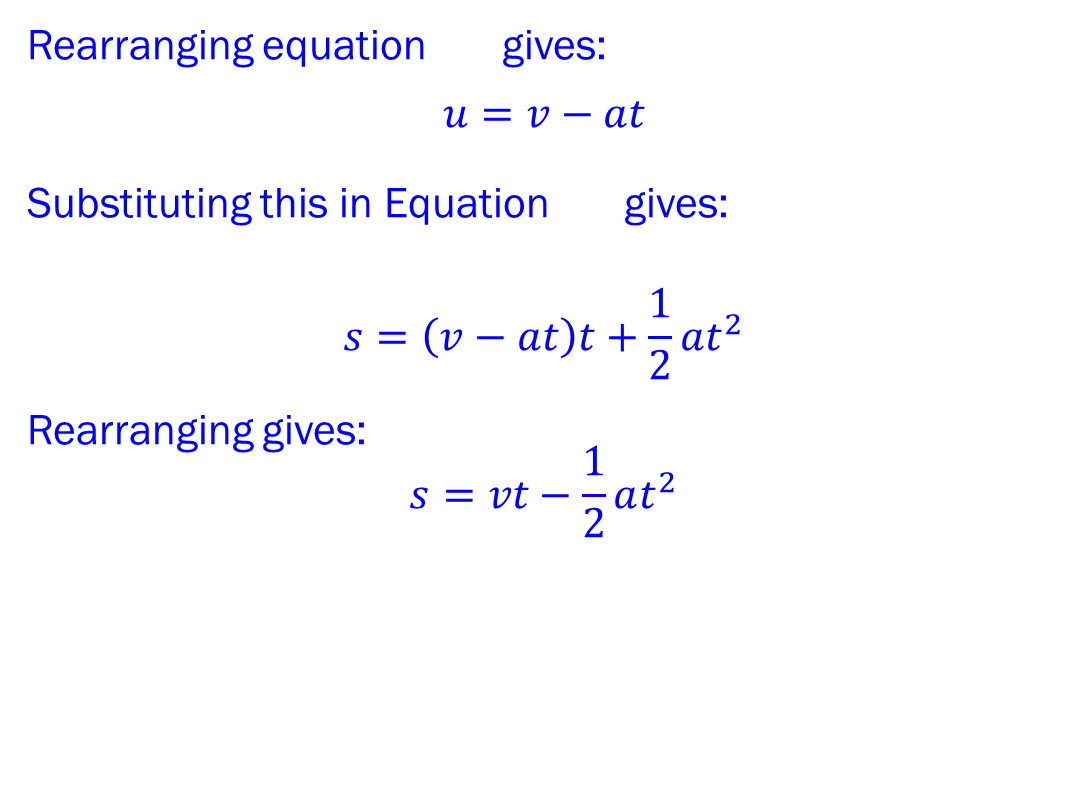 Rearranging equation gives:
u = v − at
Substituting this in Equation gives:
s = (v − at)t + 1/2 at²
Rearranging gives:
s = vt − 1/2 at²